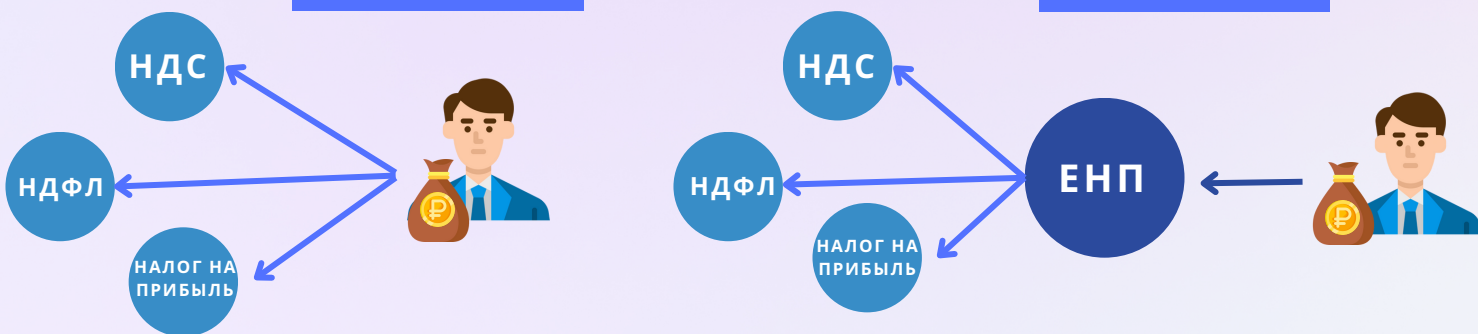 НДС
НДФЛ
НАЛОГ НА
ПРИБЫЛЬ
НДС
НДФЛ
НАЛОГ НА
ПРИБЫЛЬ
ЕНП